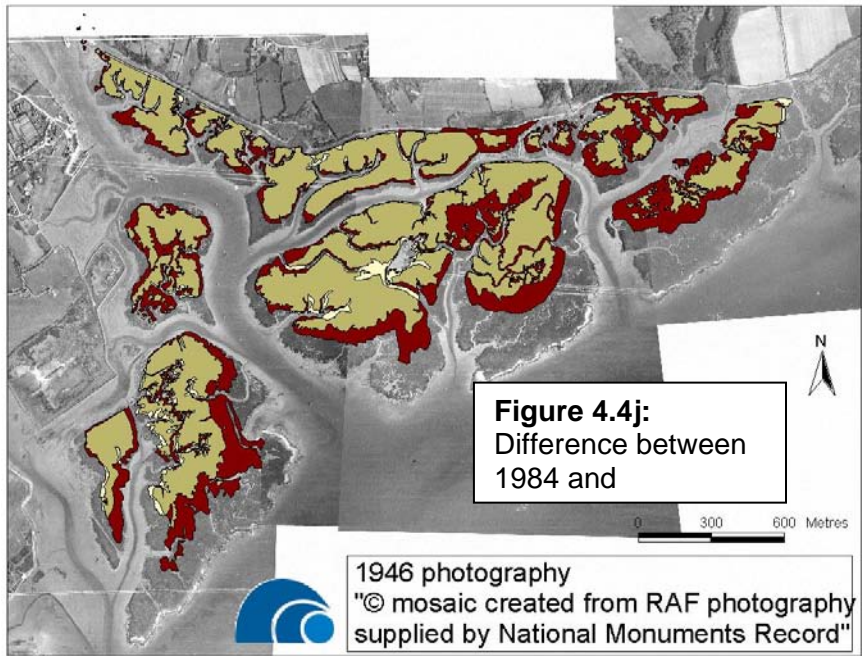 N
Figure 4.4j:
Difference between
1984 and
0 300 600 Metres
1946 photography
"© mosaic created from RAF photography
supplied by National Monuments Record"